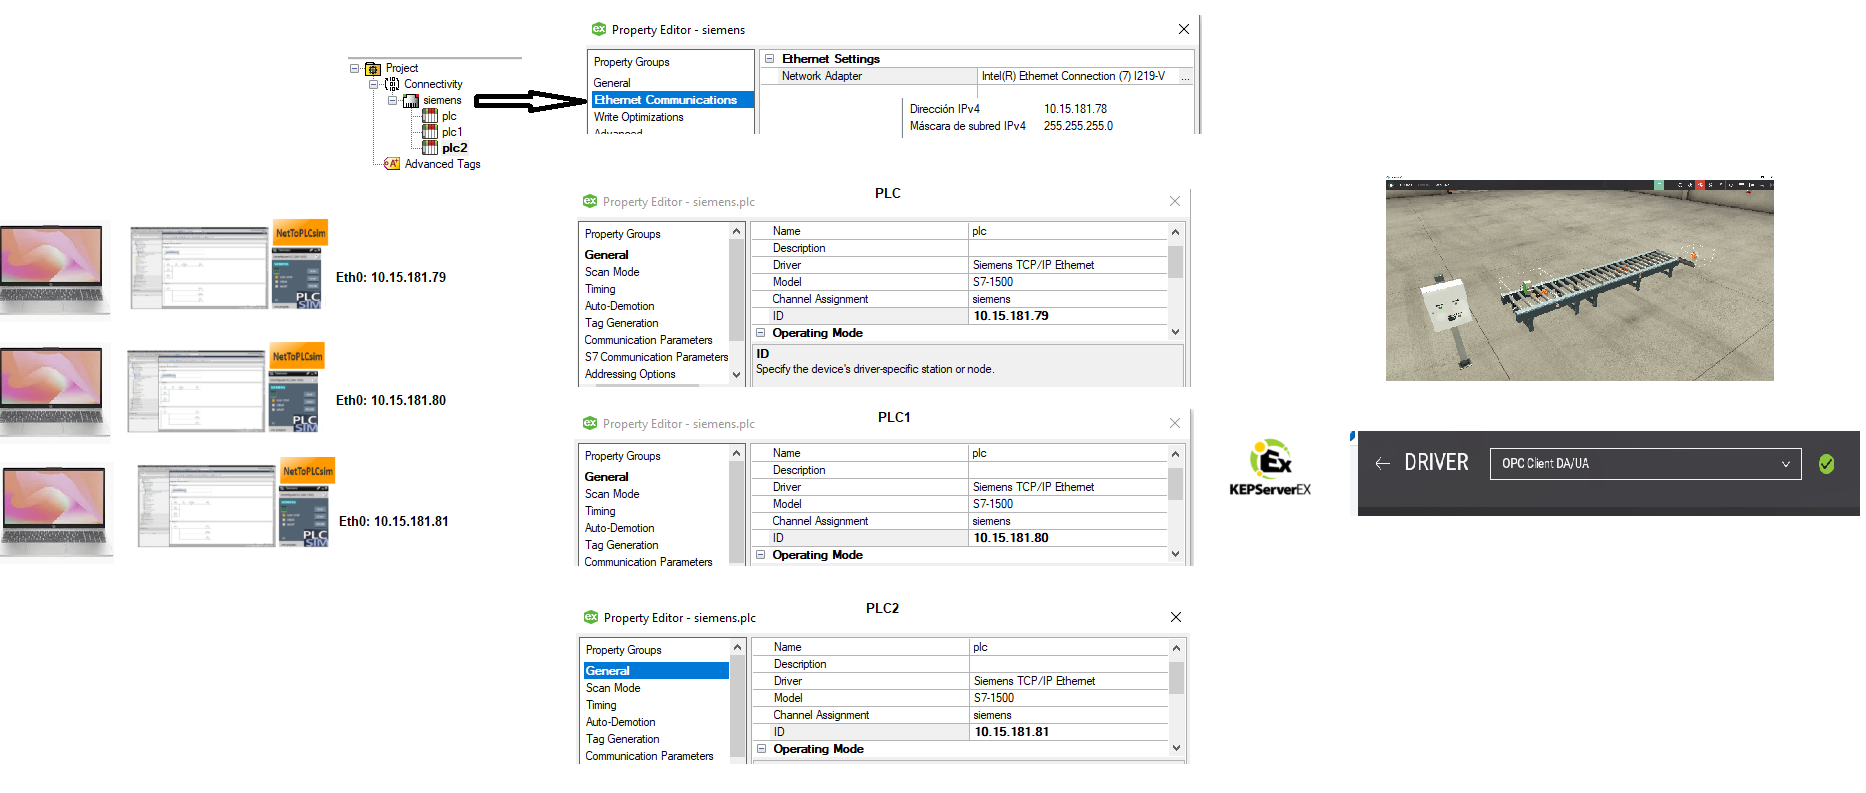 Property Editor - siemens
Project
Connectivity
siemens
plc
plc1
plc2
Advanced Tags
Property Groups
General
Ethernet Communications
Write Optimizations
Advanced
Ethernet Settings
Network Adapter
Intel(R) Ethernet Connection (7) I219-V ...
Dirección IPv4 10.15.181.78
Máscara de subred IPv4 255.255.255.0
NetToPLCsim
PLC
SIM
Eth0: 10.15.181.79
NetToPLCsim
PLC
SIM
Eth0: 10.15.181.80
NetToPLCsim
PLC
SIM
Eth0: 10.15.181.81
PLC
Property Editor - siemens.plc
Property Groups
General
Scan Mode
Timing
Auto-Demotion
Tag Generation
Communication Parameters
S7 Communication Parameters
Addressing Options
Name plc
Description
Driver Siemens TCP/IP Ethernet
Model S7-1500
Channel Assignment siemens
ID 10.15.181.79
Operating Mode
ID
Specify the device's driver-specific station or node.
PLC1
Property Editor - siemens.plc
Property Groups
General
Scan Mode
Timing
Auto-Demotion
Tag Generation
Communication Parameters
Name plc
Description
Driver Siemens TCP/IP Ethernet
Model S7-1500
Channel Assignment siemens
ID 10.15.181.80
Operating Mode
PLC2
Property Editor - siemens.plc
Property Groups
General
Scan Mode
Timing
Auto-Demotion
Tag Generation
Communication Parameters
Name plc
Description
Driver Siemens TCP/IP Ethernet
Model S7-1500
Channel Assignment siemens
ID 10.15.181.81
Operating Mode
Ex
KEPServerEX
DRIVER
OPC Client DA/UA